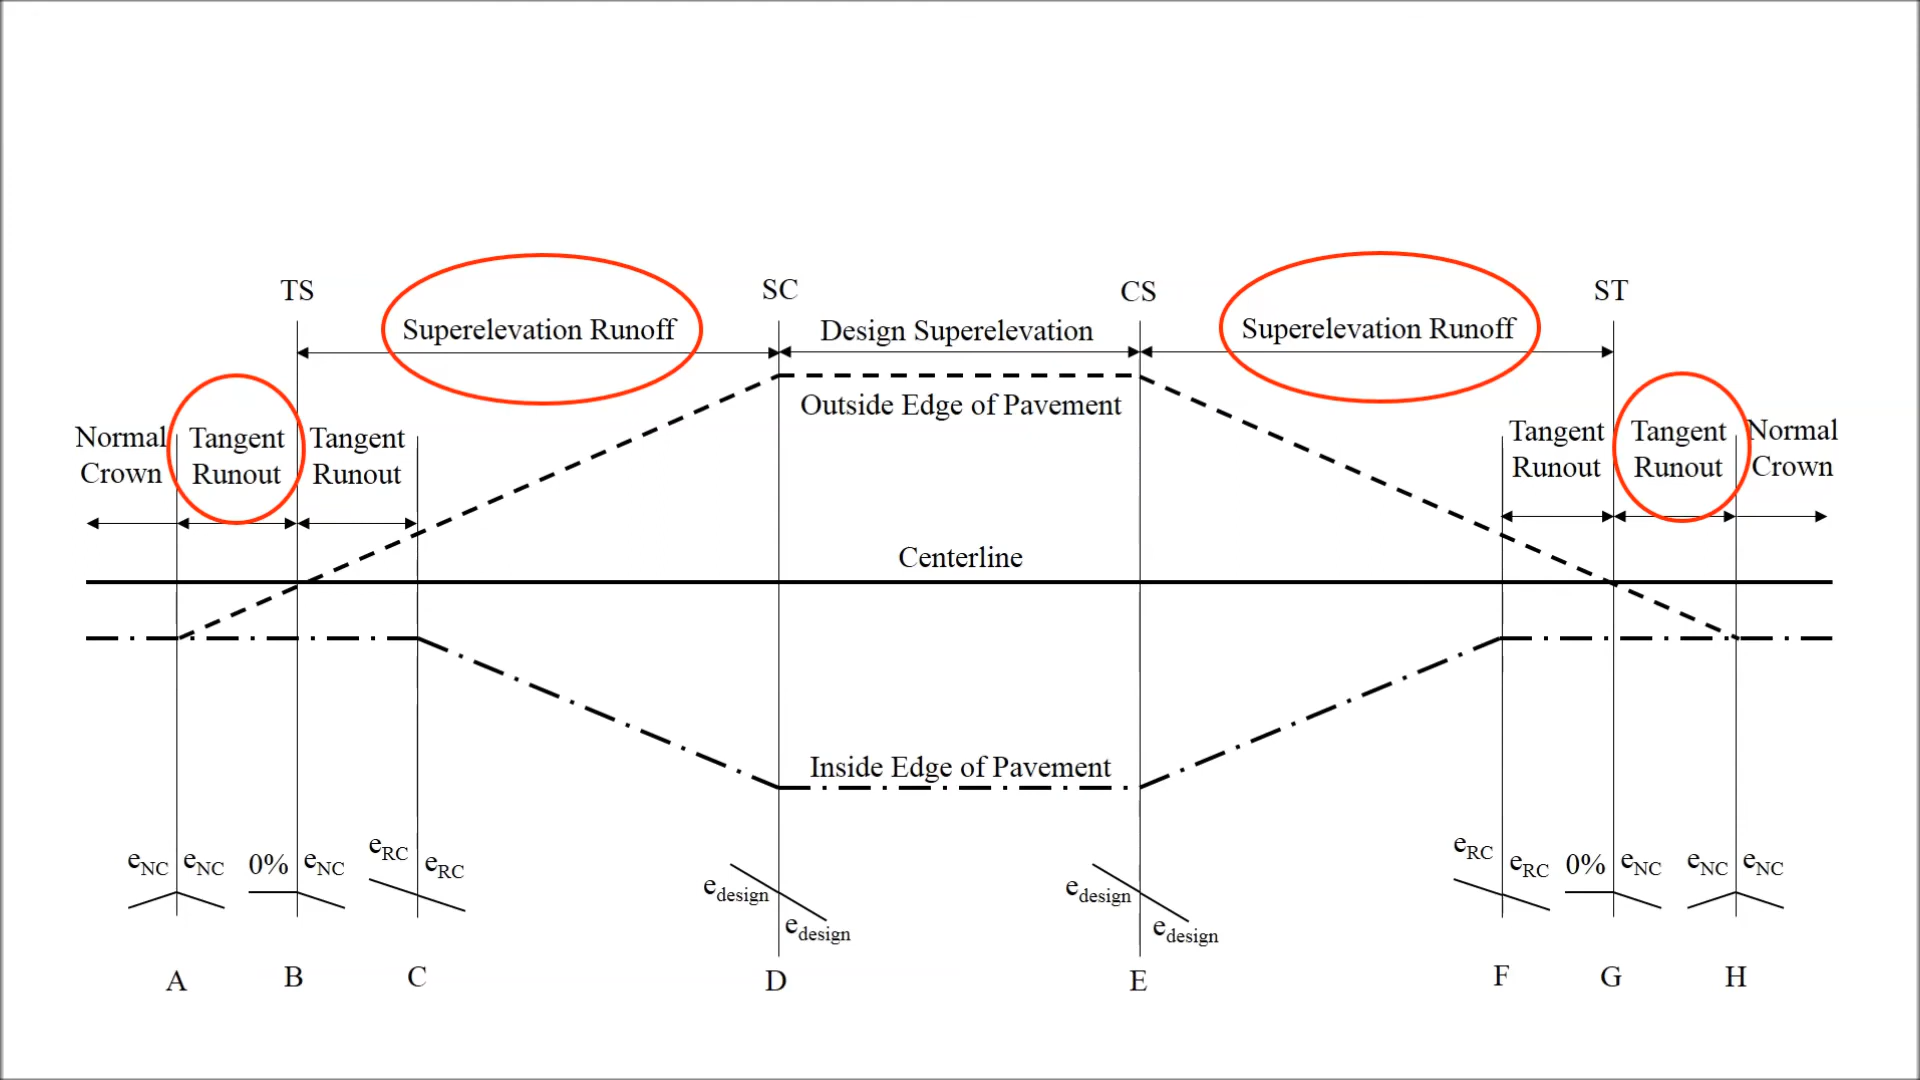 TS
SC
CS
ST
Superelevation Runoff
Design Superelevation
Superelevation Runoff
Outside Edge of Pavement
Normal
Crown
Tangent
Runout
Tangent
Runout
Tangent
Runout
Tangent
Runout
Normal
Crown
Centerline
Inside Edge of Pavement
eNC eNC
0% eNC
eRC eRC
edesign
edesign
edesign
edesign
eRC eRC
0% eNC
eNC eNC
A B C D E F G H